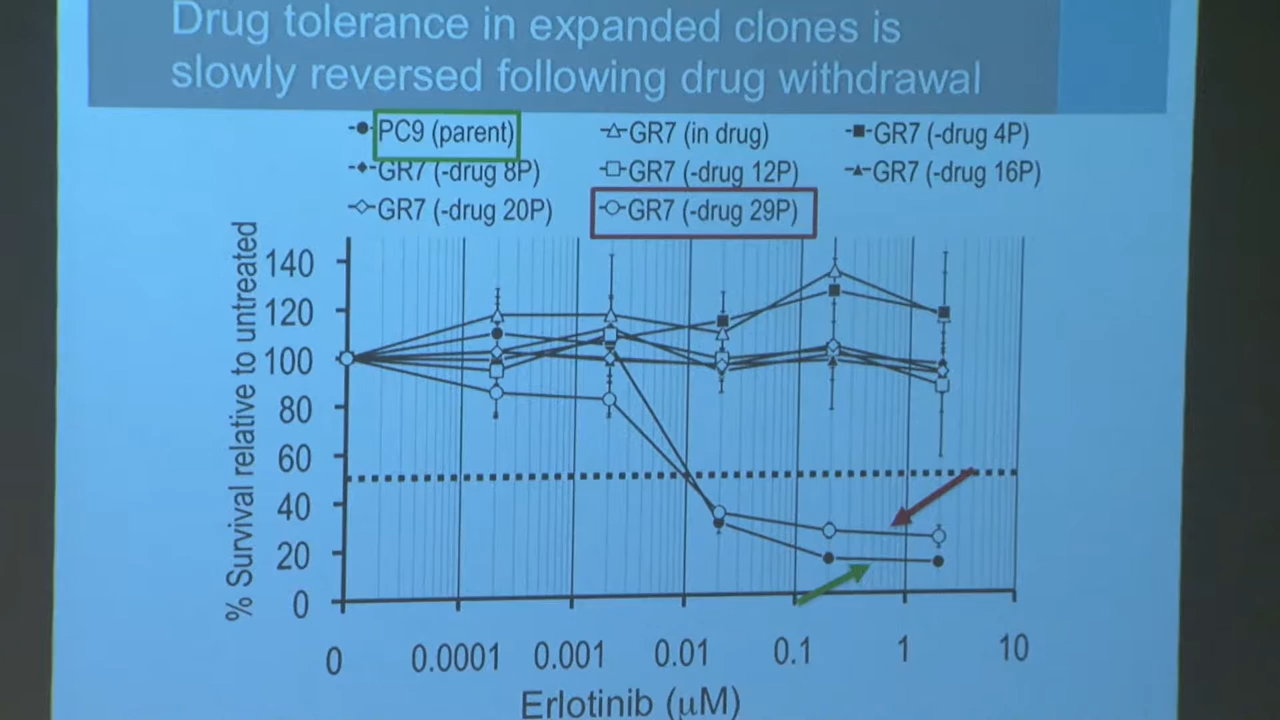 Drug tolerance in expanded clones is
slowly reversed following drug withdrawal
PC9 (parent) GR7 (in drug) GR7 (-drug 4P)
GR7 (-drug 8P) GR7 (-drug 12P) GR7 (-drug 16P)
GR7 (-drug 20P) GR7 (-drug 29P)
% Survival relative to untreated
140
120
100
80
60
40
20
0
0 0.0001 0.001 0.01 0.1 1 10
Erlotinib (μM)